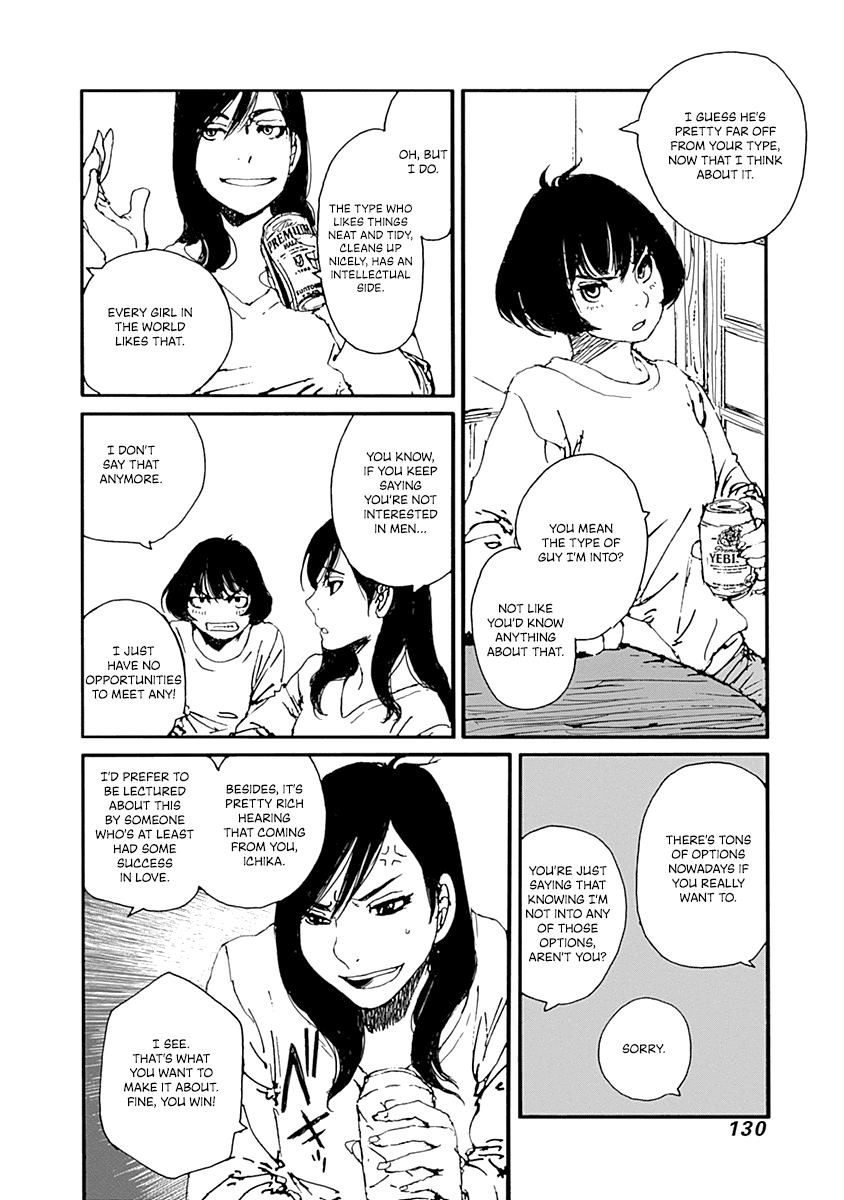 I GUESS HE'S
PRETTY FAR OFF
FROM YOUR TYPE,
NOW THAT I THINK
ABOUT IT.
YOU MEAN
THE TYPE OF
GUY I'M INTO?
NOT LIKE
YOU'D KNOW
ANYTHING
ABOUT THAT.
YEBI
OH, BUT
I DO.
THE TYPE WHO
LIKES THINGS
NEAT AND TIDY,
CLEANS UP
NICELY, HAS AN
INTELLECTUAL
SIDE.
The
PREMIUM
MALT
SUNTORY
EVERY GIRL IN
THE WORLD
LIKES THAT.
YOU KNOW,
IF YOU KEEP
SAYING
YOU'RE NOT
INTERESTED
IN MEN...
I DON'T
SAY THAT
ANYMORE.
I JUST
HAVE NO
OPPORTUNITIES
TO MEET ANY!
THERE'S TONS
OF OPTIONS
NOWADAYS IF
YOU REALLY
WANT TO.
YOU'RE JUST
SAYING THAT
KNOWING I'M
NOT INTO ANY
OF THOSE
OPTIONS,
AREN'T YOU?
SORRY.
BESIDES, IT'S
PRETTY RICH
HEARING
THAT COMING
FROM YOU,
ICHIKA.
I'D PREFER TO
BE LECTURED
ABOUT THIS
BY SOMEONE
WHO'S AT LEAST
HAD SOME
SUCCESS
IN LOVE.
I SEE.
THAT'S WHAT
YOU WANT TO
MAKE IT ABOUT.
FINE, YOU WIN!
130